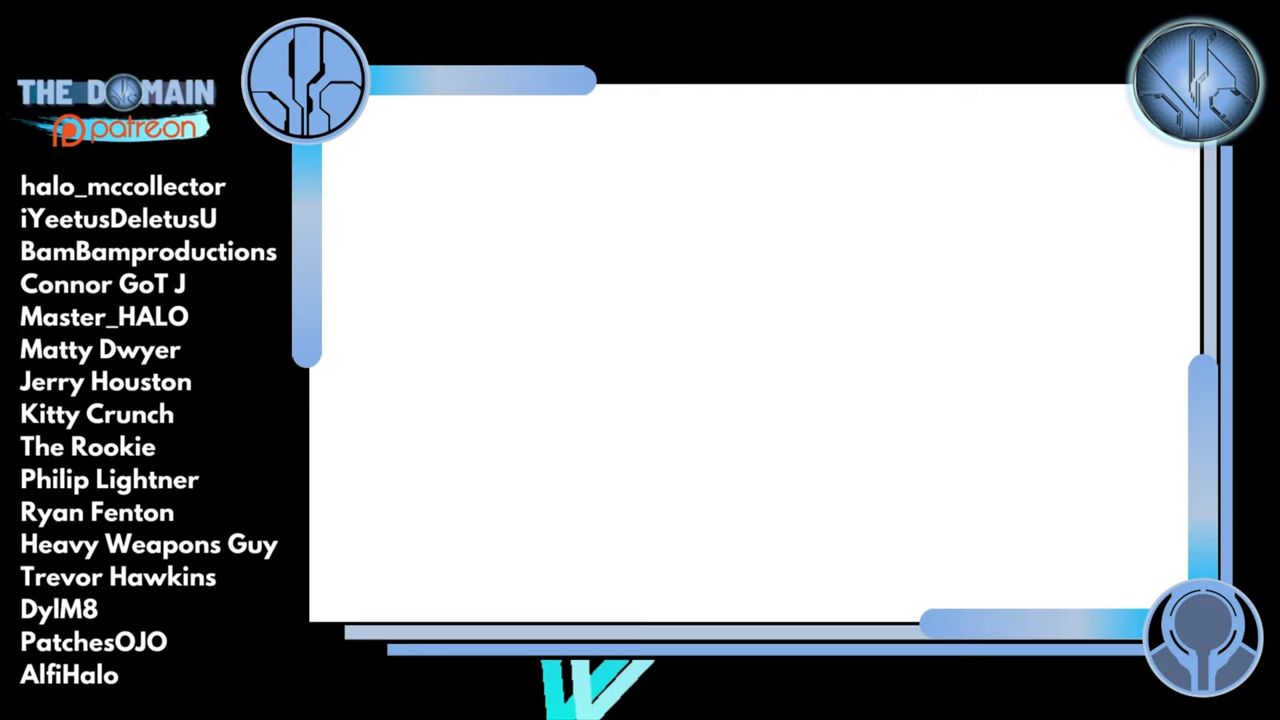 THE DOMAIN
patreon
halo_mccollector
iYeetusDeletusU
BamBamproductions
Connor GoT J
Master_HALO
Matty Dwyer
Jerry Houston
Kitty Crunch
The Rookie
Philip Lightner
Ryan Fenton
Heavy Weapons Guy
Trevor Hawkins
DylM8
PatchesOJO
AlfiHalo